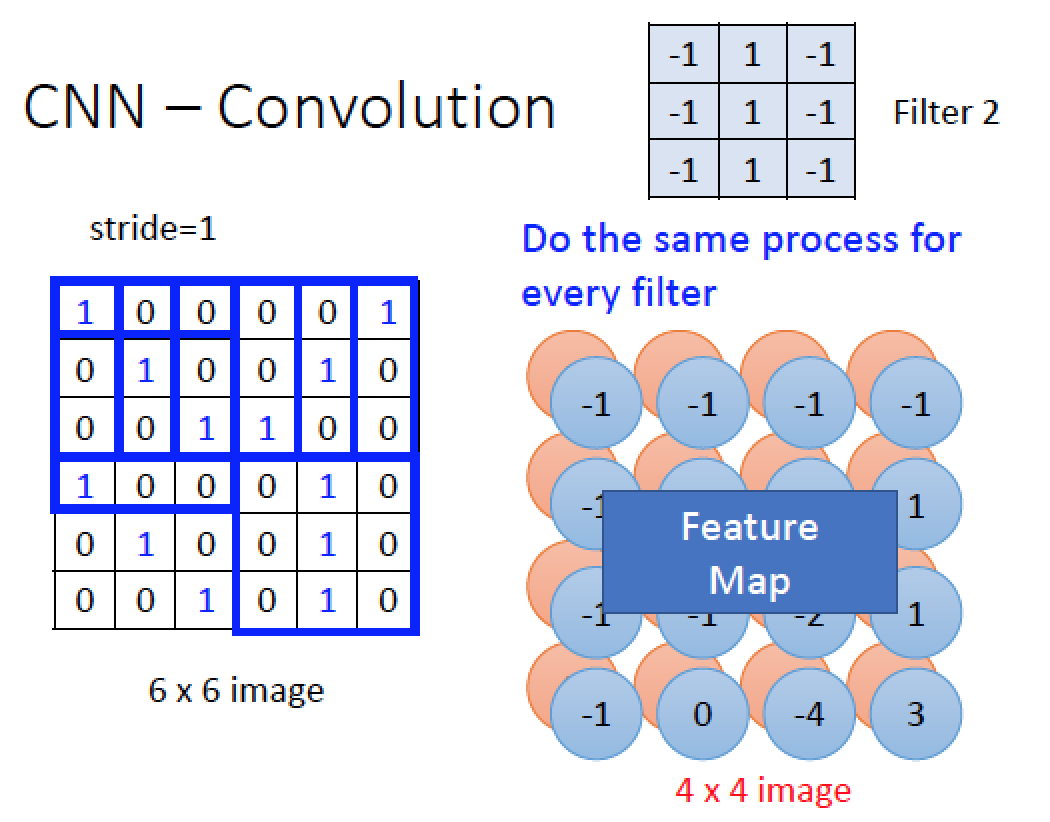 CNN – Convolution
-1 1 -1
-1 1 -1
-1 1 -1
Filter 2
stride=1
1 0 0 0 0 1
0 1 0 0 1 0
0 0 1 1 0 0
1 0 0 0 1 0
0 1 0 0 1 0
0 0 1 0 1 0
6 x 6 image
Do the same process for
every filter
-1 -1 -1 -1
-1 1
Feature
Map
-1 -1 -2 1
-1 0 -4 3
4 x 4 image